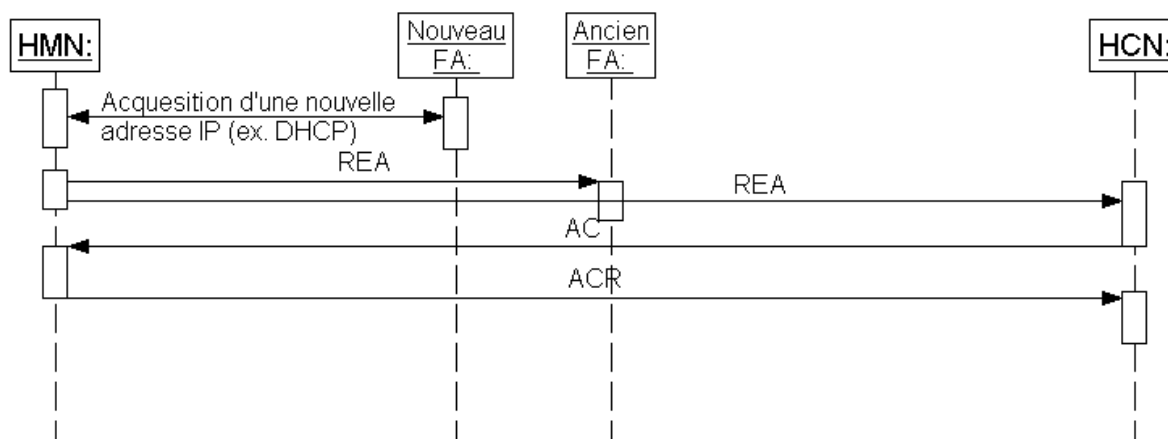 HMN:
Nouveau
FA:
Ancien
FA:
HCN:
Acquesition d'une nouvelle
adresse IP (ex. DHCP)
REA
REA
AC
ACR